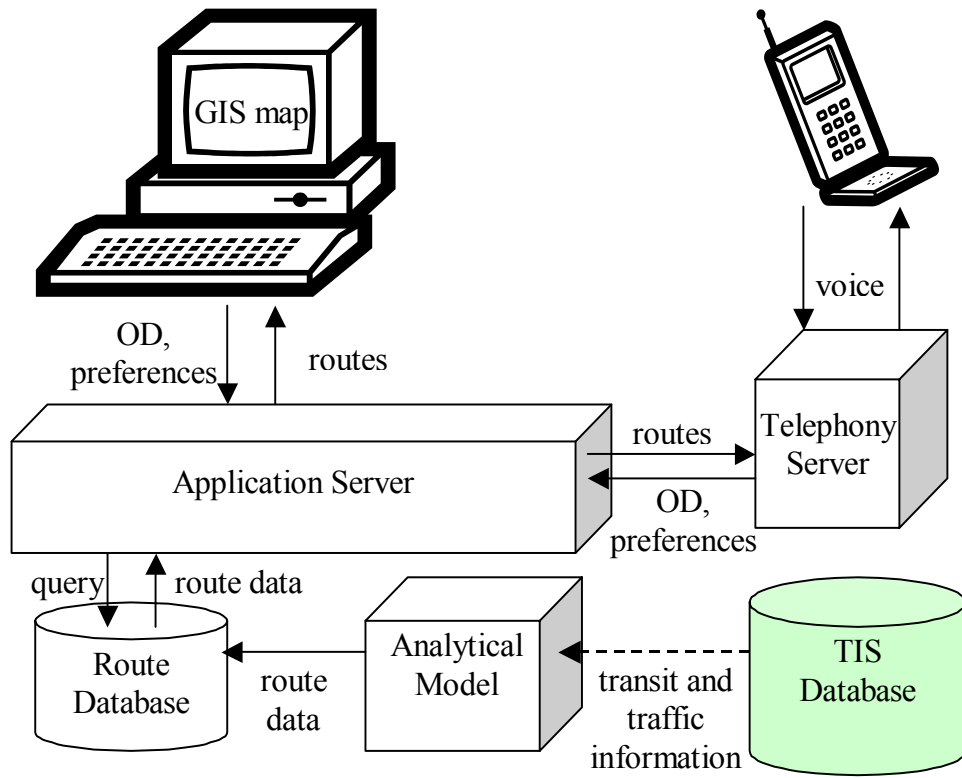 GIS map
voice
OD,
preferences
routes
Telephony
Server
routes
Application Server
OD,
preferences
query
route data
Route
Database
route
data
Analytical
Model
transit and
traffic
information
TIS
Database